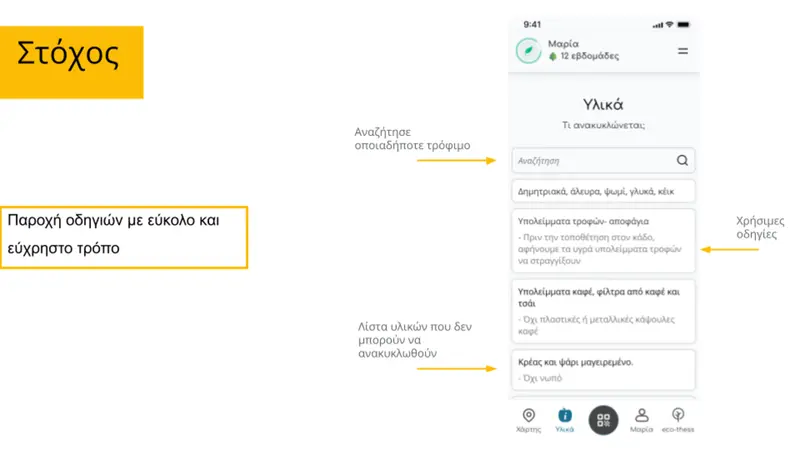 Στόχος
Παροχή οδηγιών με εύκολο και
εύχρηστο τρόπο
Αναζήτησε
οποιαδήποτε τρόφιμο
Λίστα υλικών που δεν
μπορούν να
ανακυκλωθούν
9:41
Μαρία
12 εβδομάδες
Υλικά
Τι ανακυκλώνεται;
Αναζήτηση
Δημητριακά, άλευρα, ψωμί, γλυκά, κέικ
Υπολείμματα τροφών- αποφάγια
- Πριν την τοποθέτηση στον κάδο,
αφήνουμε τα υγρά υπολείμματα τροφών
να στραγγίξουν
Υπολείμματα καφέ, φίλτρα από καφέ και
τσάι
- Όχι πλαστικές ή μεταλλικές κάψουλες
καφέ
Κρέας και ψάρι μαγειρεμένο.
- Όχι νωπό
Χάρτης
Υλικά
Μαρία
eco-thess
Χρήσιμες
οδηγίες